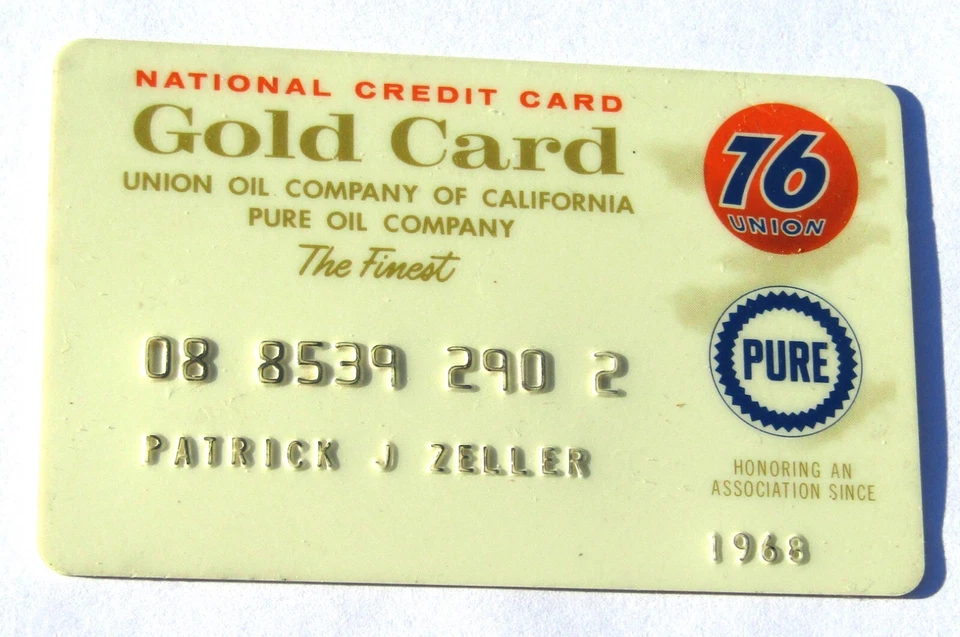 NATIONAL CREDIT CARD
Gold Card
UNION OIL COMPANY OF CALIFORNIA
PURE OIL COMPANY
The Finest
76
UNION
PURE
08 8539 290 2
PATRICK J ZELLER
HONORING AN
ASSOCIATION SINCE
1968